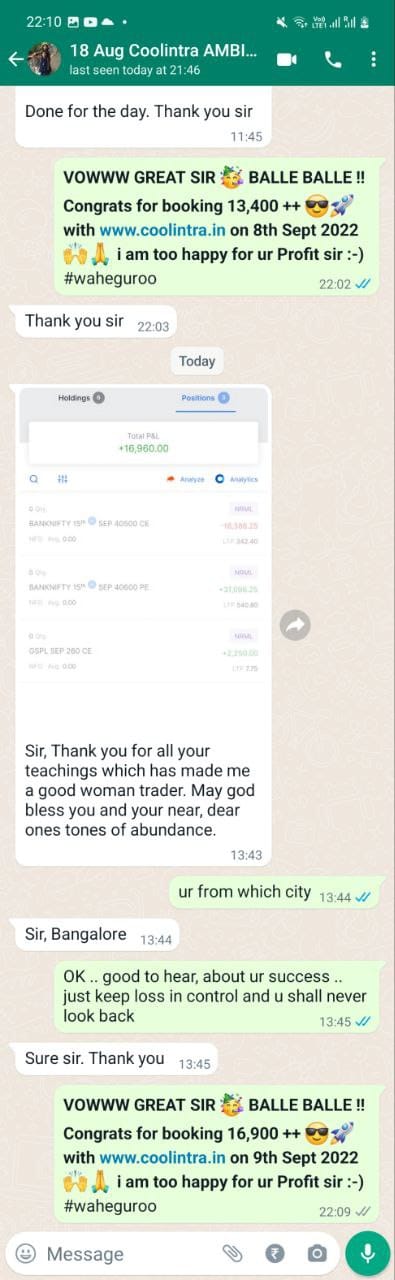 22:10
18 Aug Coolintra AMBI...
last seen today at 21:46
Done for the day. Thank you sir
11:45
VOWWW GREAT SIR 🥳 BALLE BALLE !!
Congrats for booking 13,400 ++ 😎🚀
with www.coolintra.in on 8th Sept 2022
🙌🙏 i am too happy for ur Profit sir :-)
#waheguroo
22:02
Thank you sir 22:03
Today
Holdings Positions 3
Total P&L
+16,960.00
Analyze Analytics
0 Qty. NRML
BANKNIFTY 15TH SEP 40500 CE -16,386.25
NFO Avg. 0.00 LTP 342.40
0 Qty. NRML
BANKNIFTY 15TH SEP 40600 PE +31,096.25
NFO Avg. 0.00 LTP 540.80
0 Qty. NRML
GSPL SEP 260 CE +2,250.00
NFO Avg. 0.00 LTP 7.75
Sir, Thank you for all your
teachings which has made me
a good woman trader. May god
bless you and your near, dear
ones tones of abundance.
13:43
ur from which city 13:44
Sir, Bangalore 13:44
OK .. good to hear, about ur success ..
just keep loss in control and u shall never
look back
13:45
Sure sir. Thank you 13:45
VOWWW GREAT SIR 🥳 BALLE BALLE !!
Congrats for booking 16,900 ++ 😎🚀
with www.coolintra.in on 9th Sept 2022
🙌🙏 i am too happy for ur Profit sir :-)
#waheguroo
22:09
Message